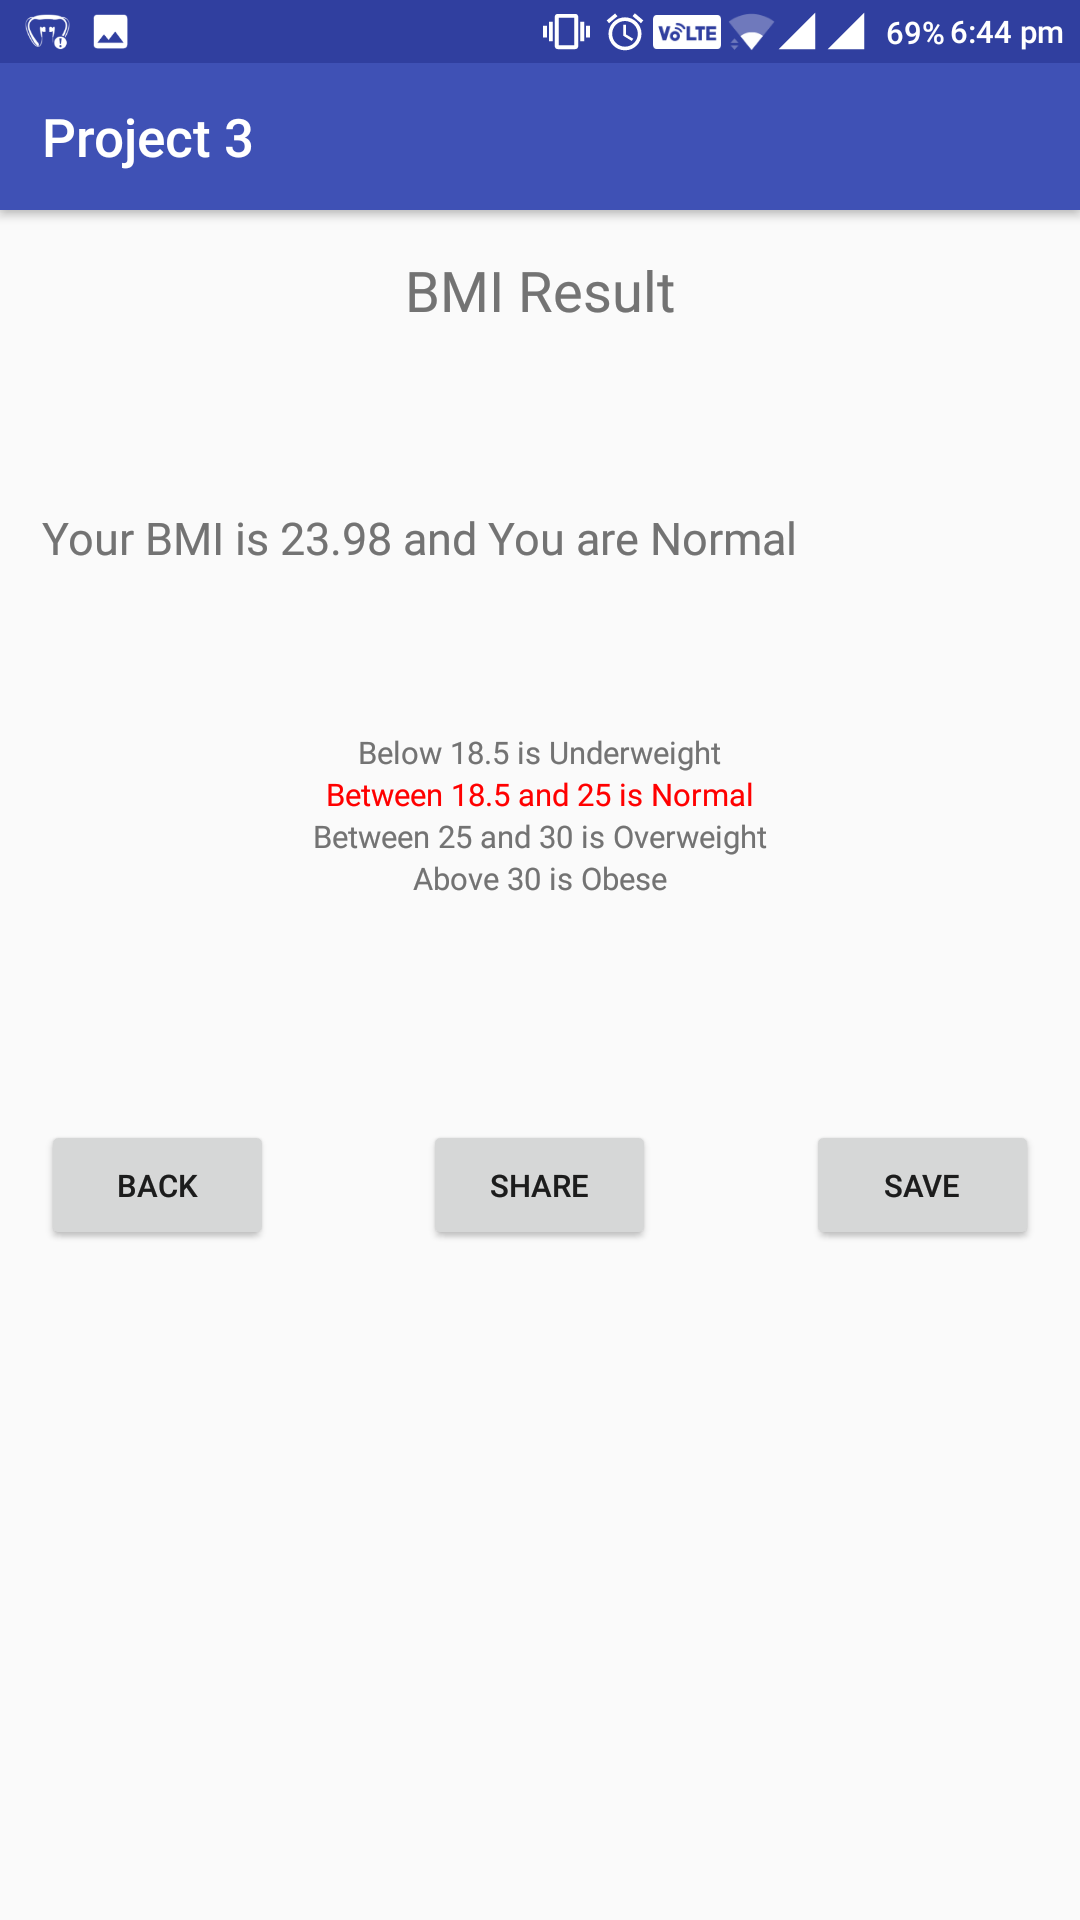 VoLTE 69% 6:44 pm
Project 3
BMI Result
Your BMI is 23.98 and You are Normal
Below 18.5 is Underweight
Between 18.5 and 25 is Normal
Between 25 and 30 is Overweight
Above 30 is Obese
BACK SHARE SAVE